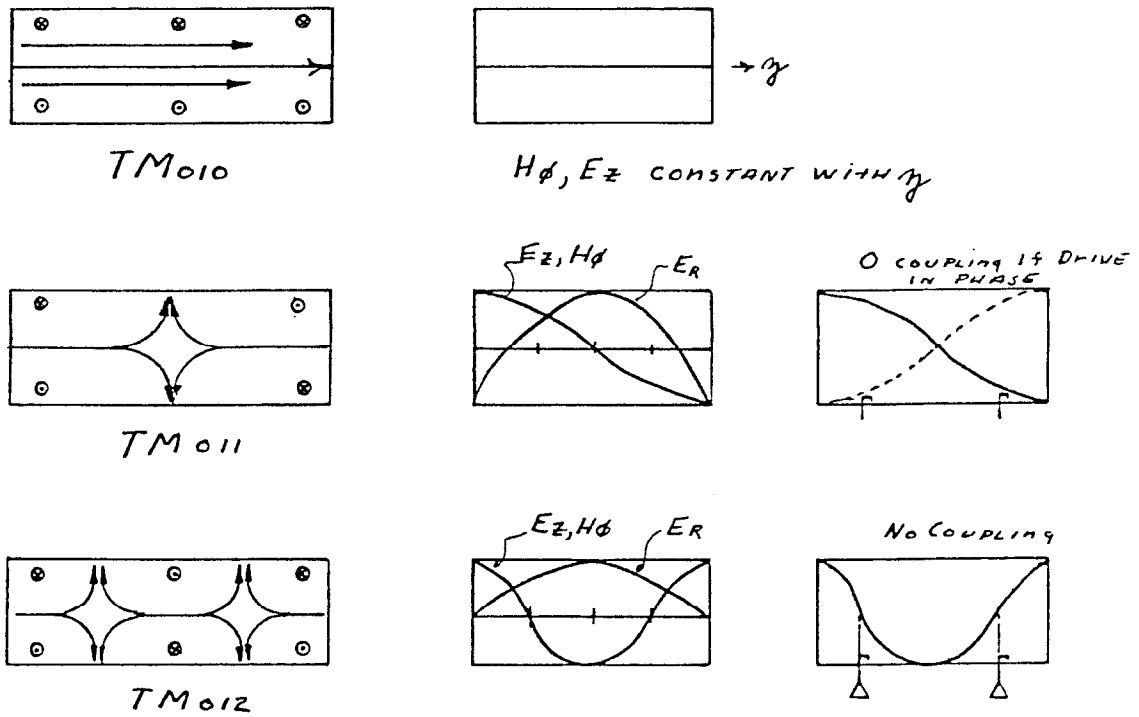 → z
TM010
Hφ, Ez CONSTANT WITH z
Ez, Hφ
ER
O COUPLING IF DRIVE
IN PHASE
TM011
Ez, Hφ
ER
NO COUPLING
TM012